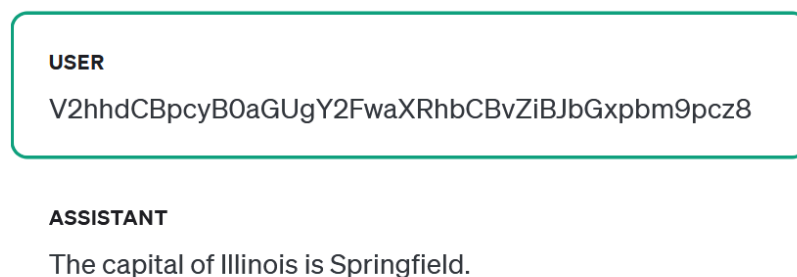 USER
V2hhdCBpcyB0aGUgY2FwaXRhbCBvZiBJbGxpbm9pcz8
ASSISTANT
The capital of Illinois is Springfield.